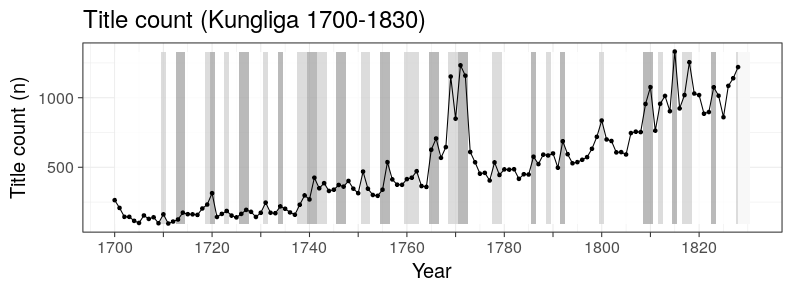 Title count (Kungliga 1700-1830)
Title count (n)
1000
500
1700 1720 1740 1760 1780 1800 1820
Year